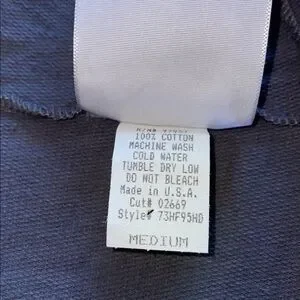 100% COTTON
MACHINE WASH
COLD WATER
TUMBLE DRY LOW
DO NOT BLEACH
Made in U.S.A.
Cut# 02669
Style# 73HF95HD
MEDIUM